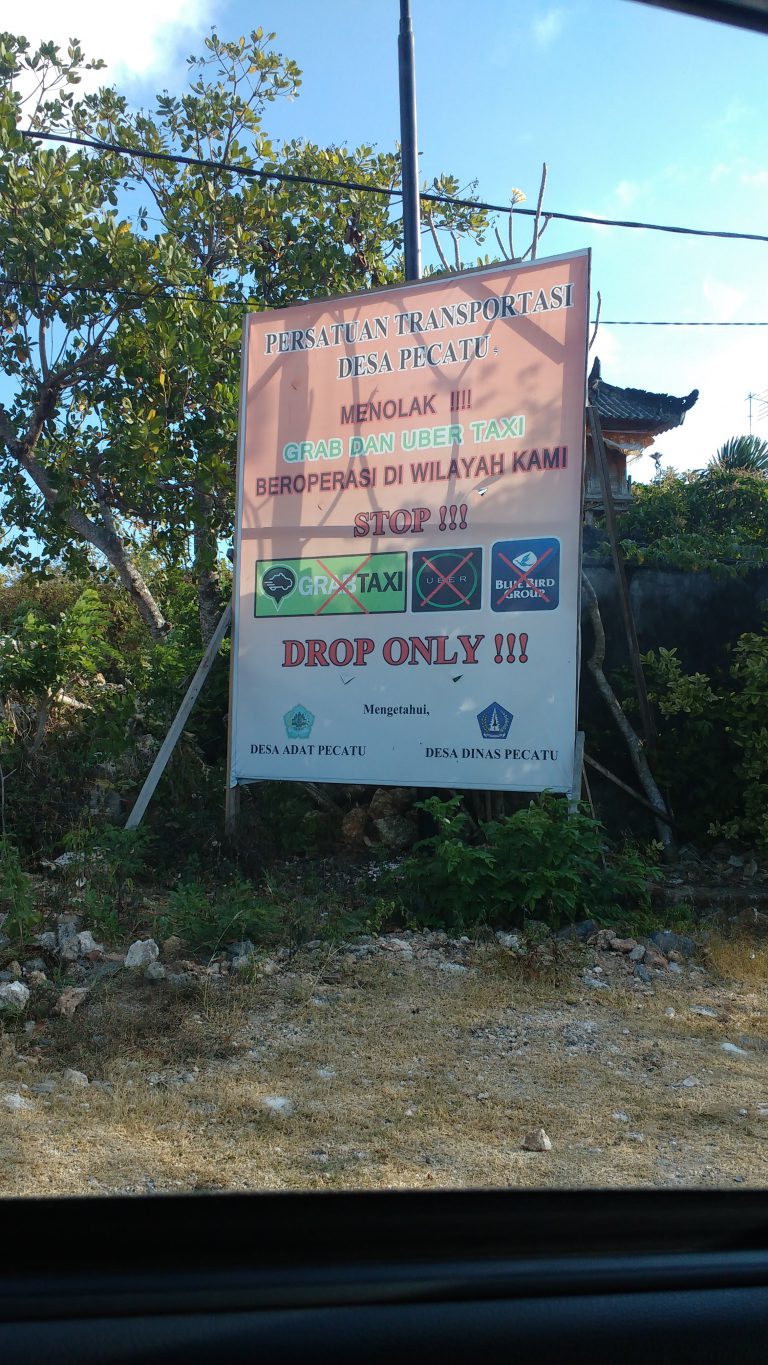 PERSATUAN TRANSPORTASI
DESA PECATU
MENOLAK !!!!
GRAB DAN UBER TAXI
BEROPERASI DI WILAYAH KAMI
STOP !!!
GRABTAXI
UBER
BLUE BIRD
GROUP
DROP ONLY !!!
Mengetahui,
DESA ADAT PECATU
DESA DINAS PECATU